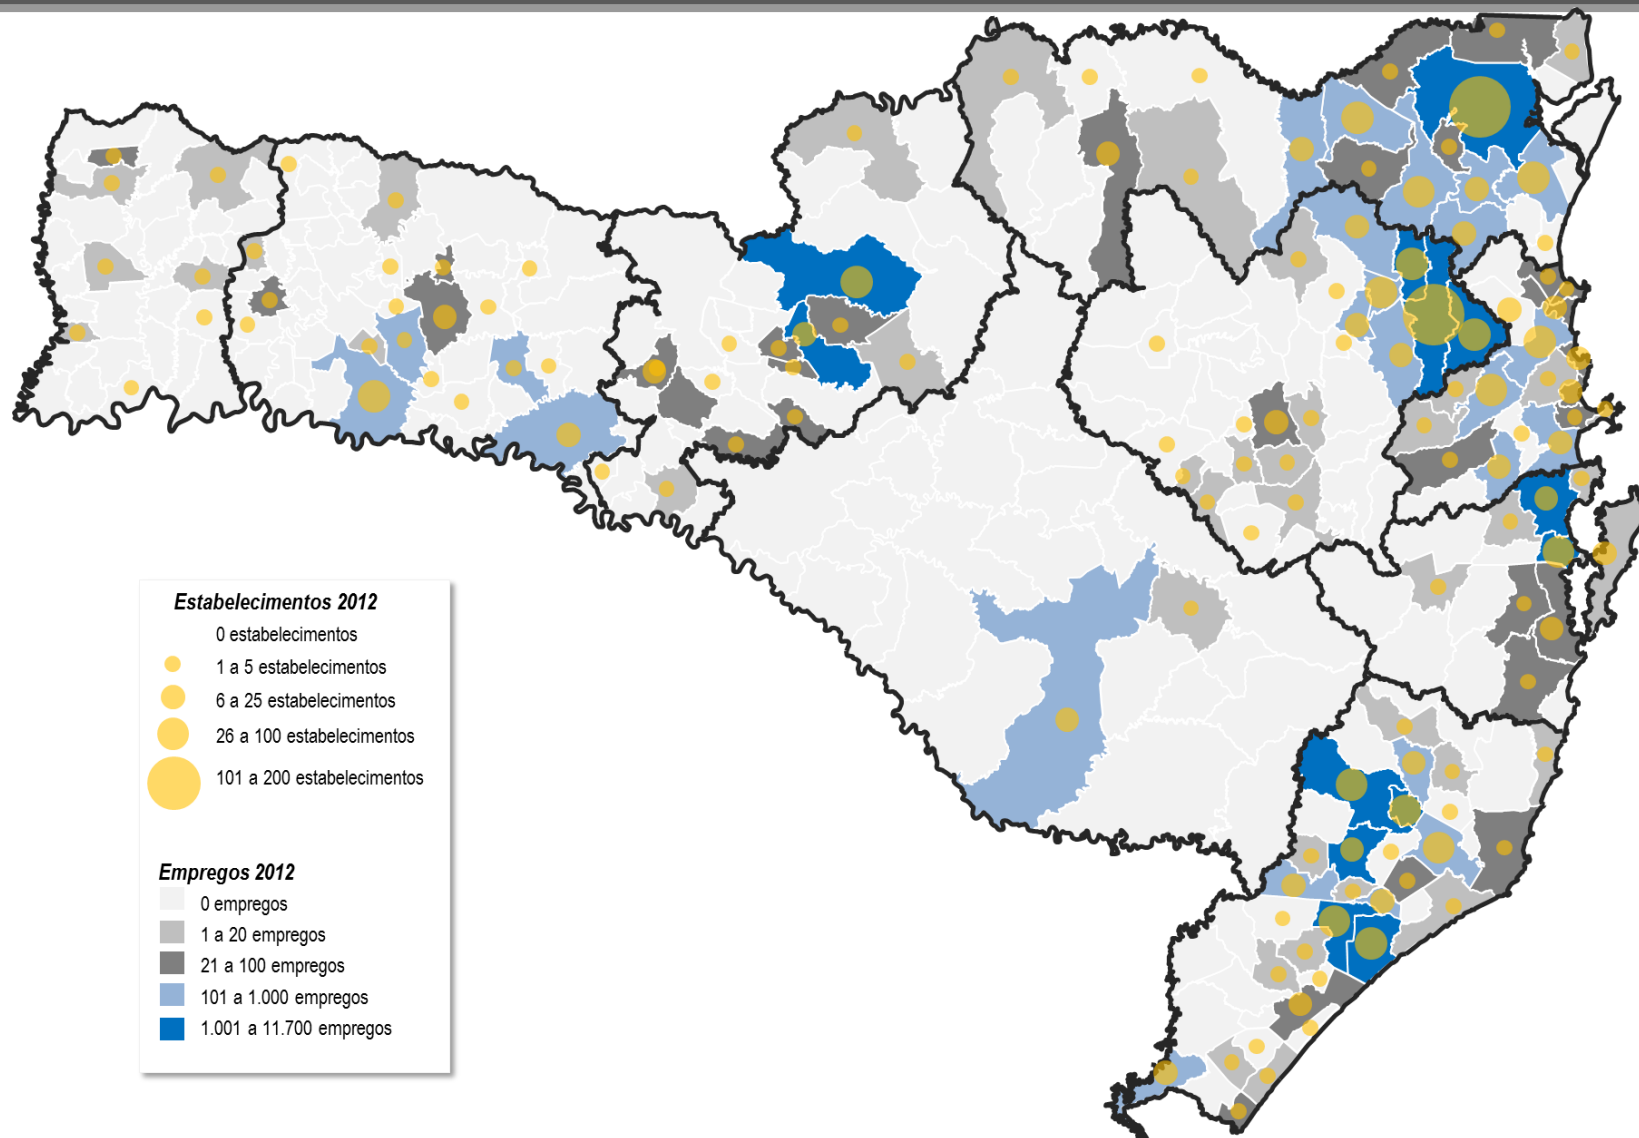 Estabelecimentos 2012
0 estabelecimentos
1 a 5 estabelecimentos
6 a 25 estabelecimentos
26 a 100 estabelecimentos
101 a 200 estabelecimentos
Empregos 2012
0 empregos
1 a 20 empregos
21 a 100 empregos
101 a 1.000 empregos
1.001 a 11.700 empregos